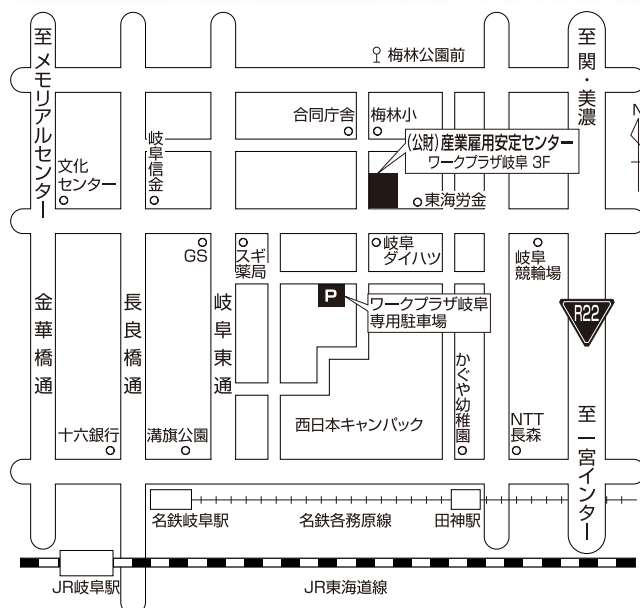 至メモリアルセンター
梅林公園前
至関・美濃
N
合同庁舎
梅林小
岐阜信金
(公財)産業雇用安定センター
ワークプラザ岐阜 3F
文化
センター
東海労金
GS
スギ
薬局
岐阜
ダイハツ
岐阜
競輪場
P
ワークプラザ岐阜
専用駐車場
R22
金華橋通
長良橋通
岐阜東通
かぐや幼稚園
西日本キャンパック
十六銀行
溝旗公園
NTT
長森
至一宮インター
名鉄岐阜駅
名鉄各務原線
田神駅
JR岐阜駅
JR東海道線